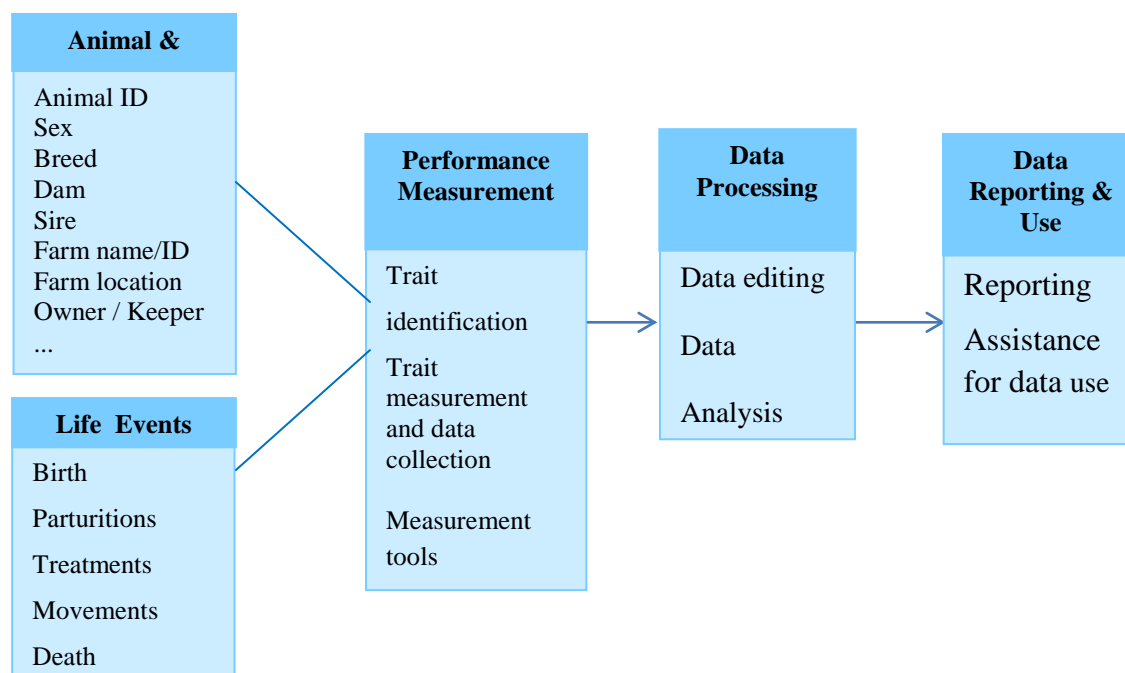 Animal &
Animal ID
Sex
Breed
Dam
Sire
Farm name/ID
Farm location
Owner / Keeper
...
Life Events
Birth
Parturitions
Treatments
Movements
Death
Performance
Measurement
Trait
identification
Trait
measurement
and data
collection
Measurement
tools
Data
Processing
Data editing
Data
Analysis
Data
Reporting &
Use
Reporting
Assistance
for data use